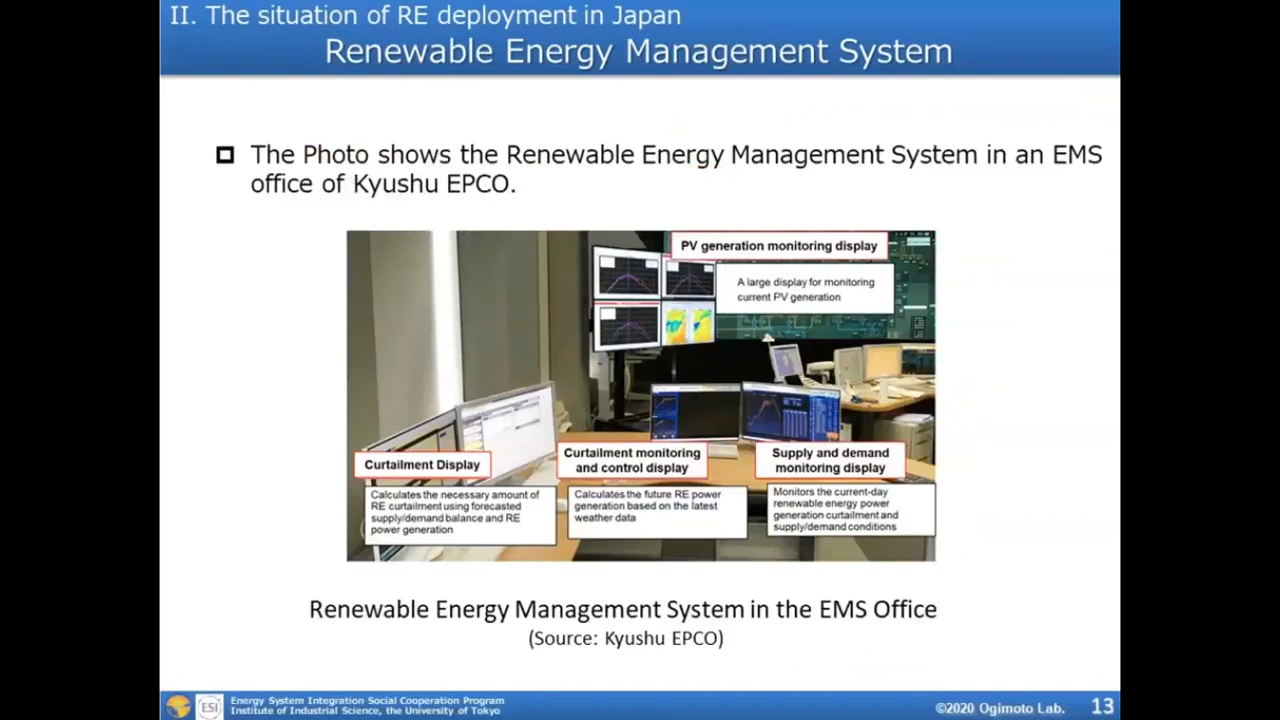 II. The situation of RE deployment in Japan
Renewable Energy Management System
The Photo shows the Renewable Energy Management System in an EMS
office of Kyushu EPCO.
PV generation monitoring display
A large display for monitoring
current PV generation
Curtailment Display
Calculates the necessary amount of
RE curtailment using forecasted
supply/demand balance and RE
power generation
Curtailment monitoring
and control display
Calculates the future RE power
generation based on the latest
weather data
Supply and demand
monitoring display
Monitors the current-day
renewable energy power
generation curtailment and
supply/demand conditions
Renewable Energy Management System in the EMS Office
(Source: Kyushu EPCO)
ESI
Energy System Integration Social Cooperation Program
Institute of Industrial Science, the University of Tokyo
©2020 Ogimoto Lab.
13